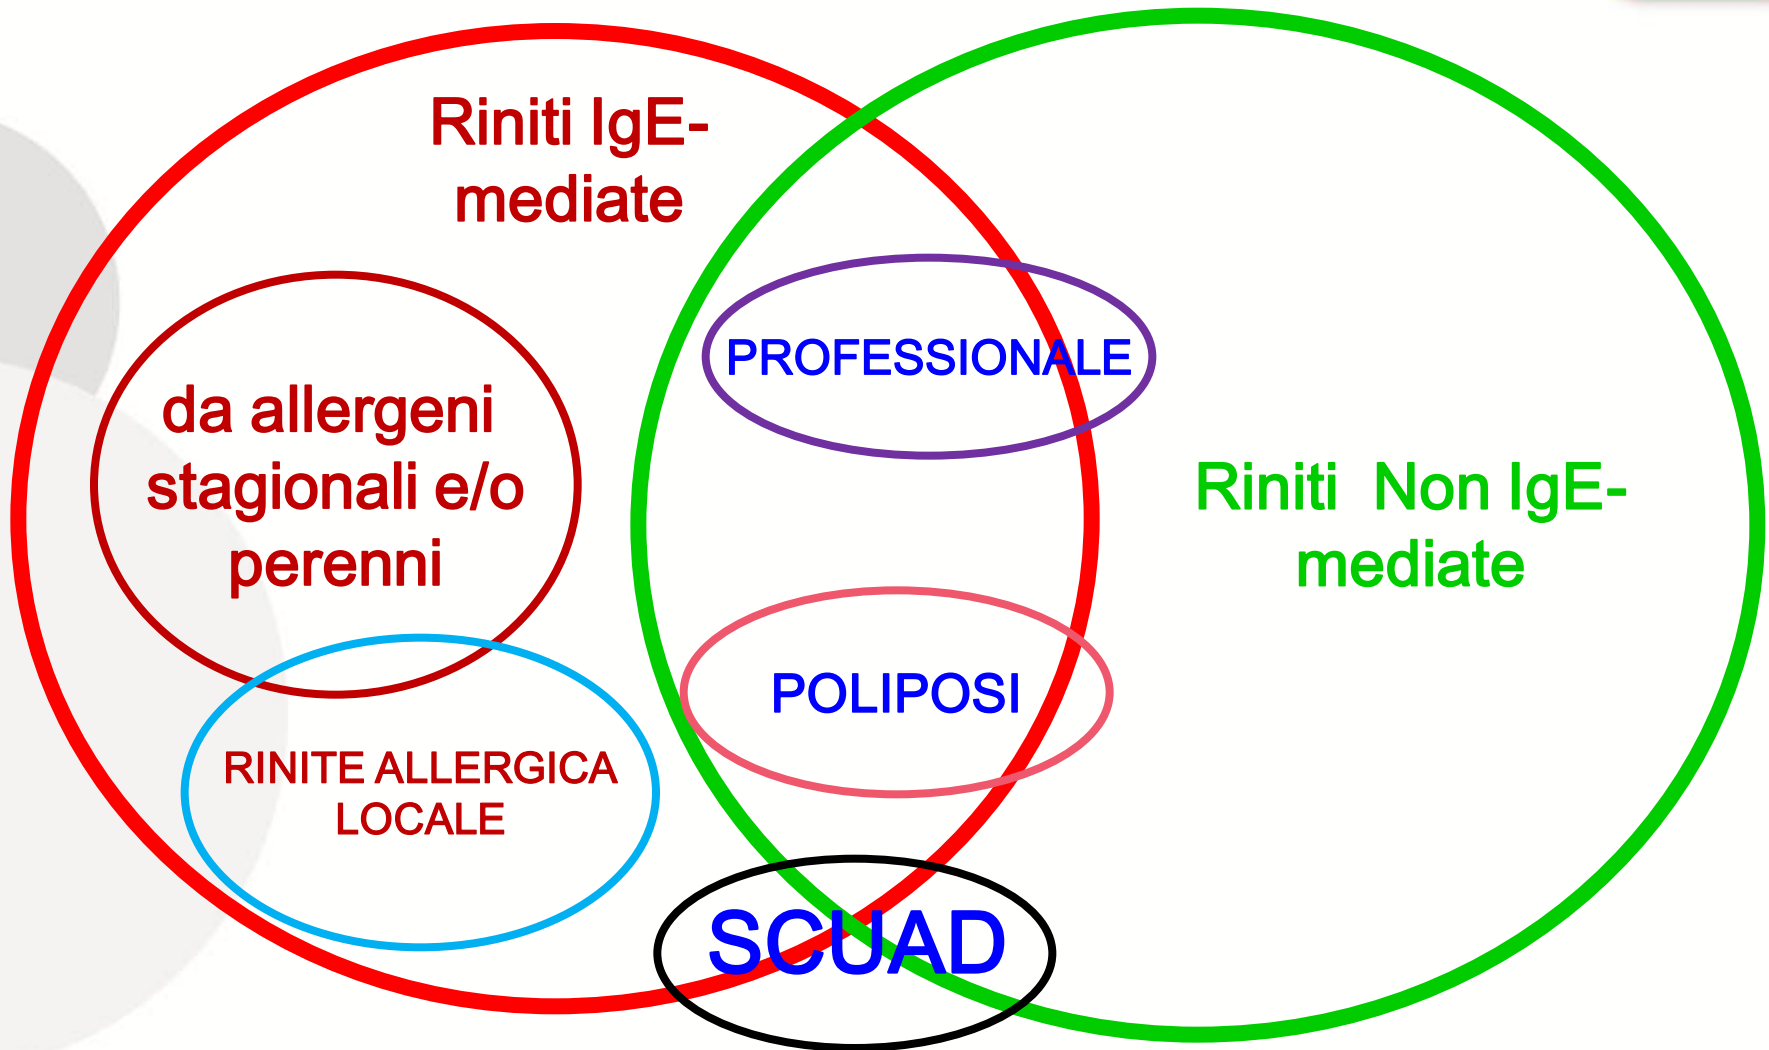 Riniti IgE-
mediate
da allergeni
stagionali e/o
perenni
RINITE ALLERGICA
LOCALE
PROFESSIONALE
POLIPOSI
SCUAD
Riniti Non IgE-
mediate